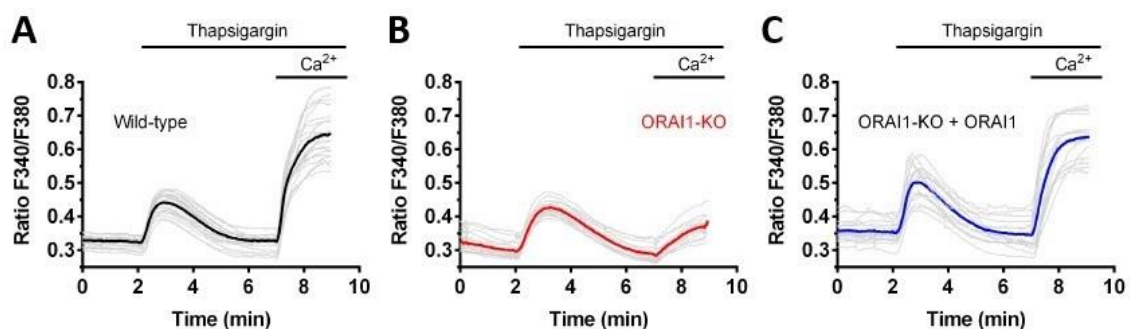 A
Thapsigargin
Ca2+
Ratio F340/F380
0.8
0.7
0.6
0.5
0.4
0.3
Wild-type
0 2 4 6 8 10
Time (min)
B
Thapsigargin
Ca2+
Ratio F340/F380
0.8
0.7
0.6
0.5
0.4
0.3
ORAI1-KO
0 2 4 6 8 10
Time (min)
C
Thapsigargin
Ca2+
Ratio F340/F380
0.8
0.7
0.6
0.5
0.4
0.3
ORAI1-KO + ORAI1
0 2 4 6 8 10
Time (min)